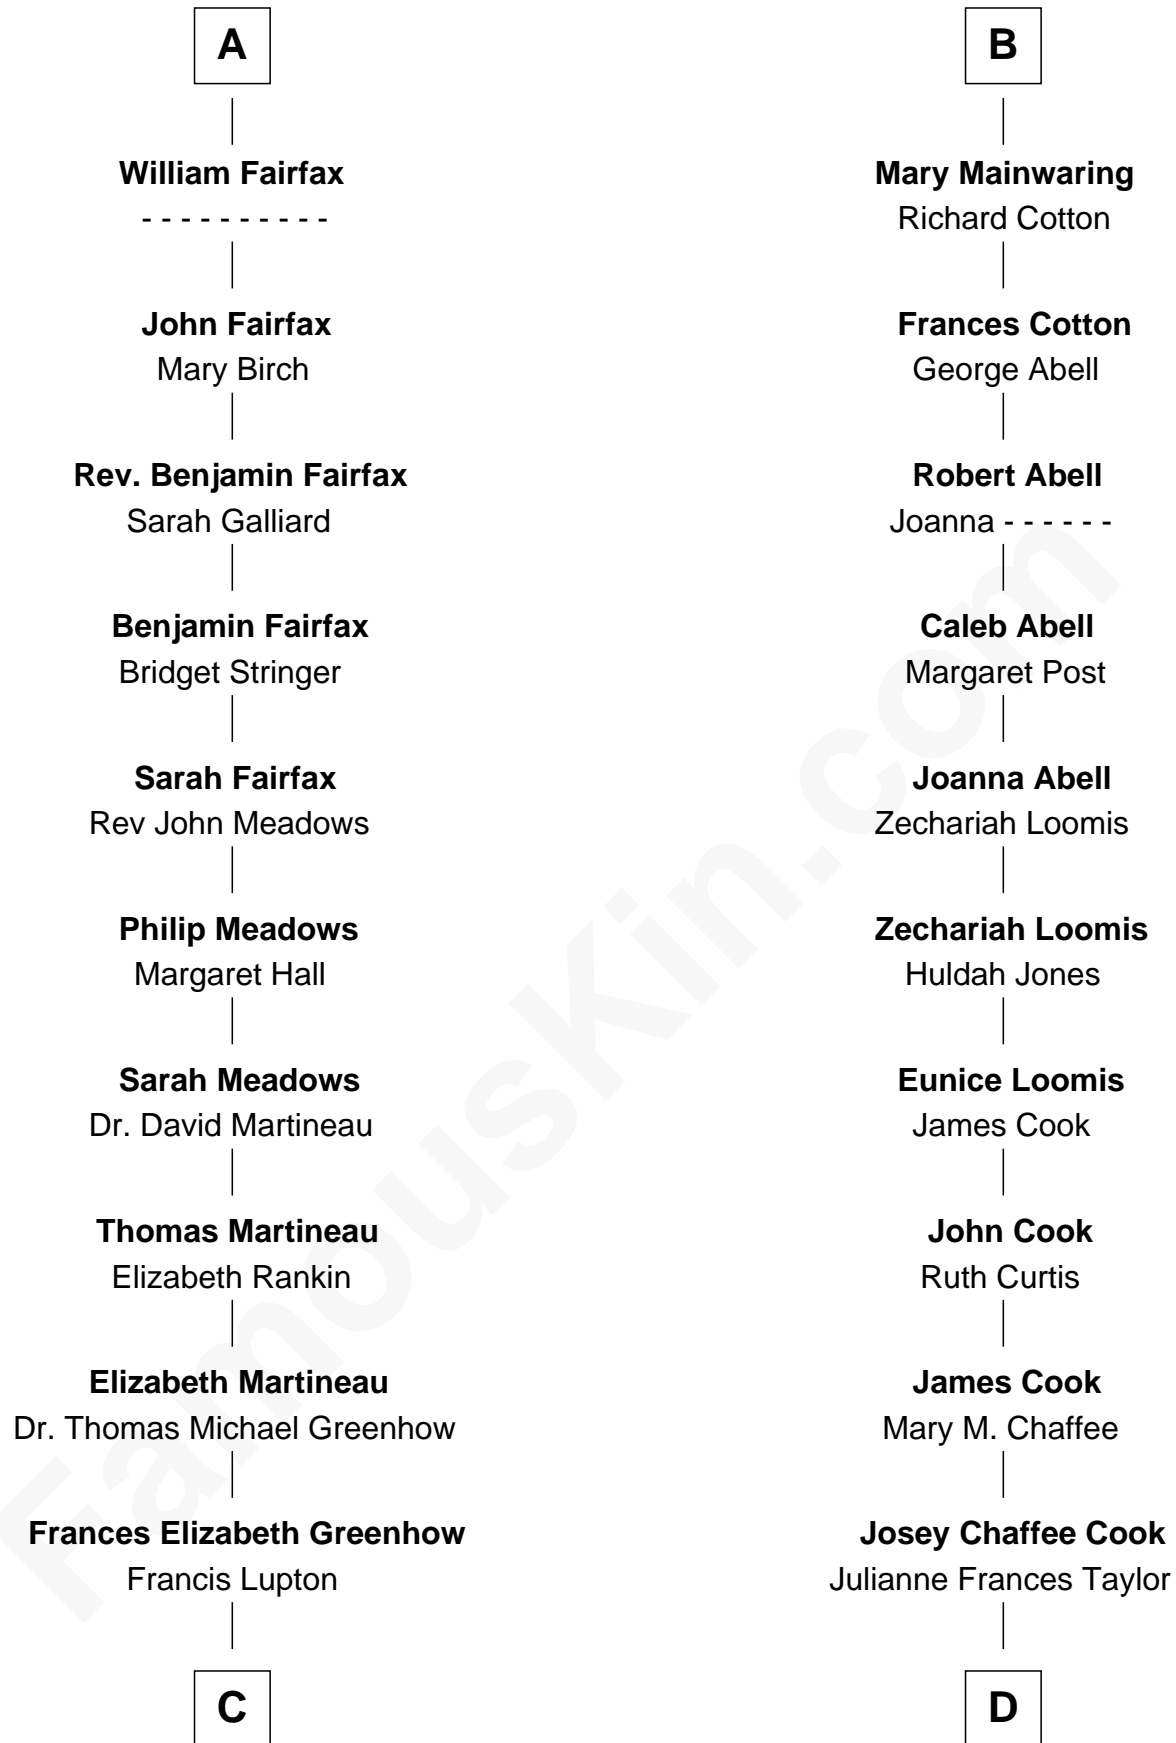 A
William Fairfax
- - - - - - - - - -
John Fairfax
Mary Birch
Rev. Benjamin Fairfax
Sarah Galliard
Benjamin Fairfax
Bridget Stringer
Sarah Fairfax
Rev John Meadows
Philip Meadows
Margaret Hall
Sarah Meadows
Dr. David Martineau
Thomas Martineau
Elizabeth Rankin
Elizabeth Martineau
Dr. Thomas Michael Greenhow
Frances Elizabeth Greenhow
Francis Lupton
C
B
Mary Mainwaring
Richard Cotton
Frances Cotton
George Abell
Robert Abell
Joanna - - - - - -
Caleb Abell
Margaret Post
Joanna Abell
Zechariah Loomis
Zechariah Loomis
Huldah Jones
Eunice Loomis
James Cook
John Cook
Ruth Curtis
James Cook
Mary M. Chaffee
Josey Chaffee Cook
Julianne Frances Taylor
D
FamousKin.com